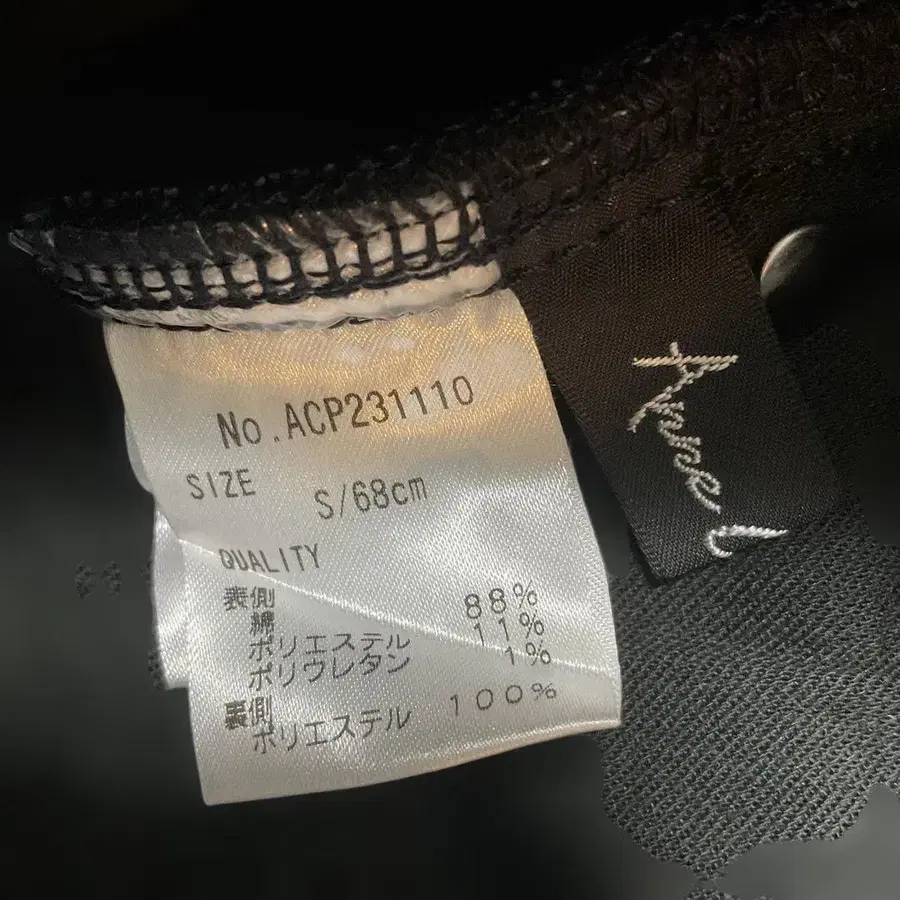 No.ACP231110
SIZE S/68cm
QUALITY
表側
綿 88%
ポリエステル 11%
ポリウレタン 1%
裏側
ポリエステル 100%